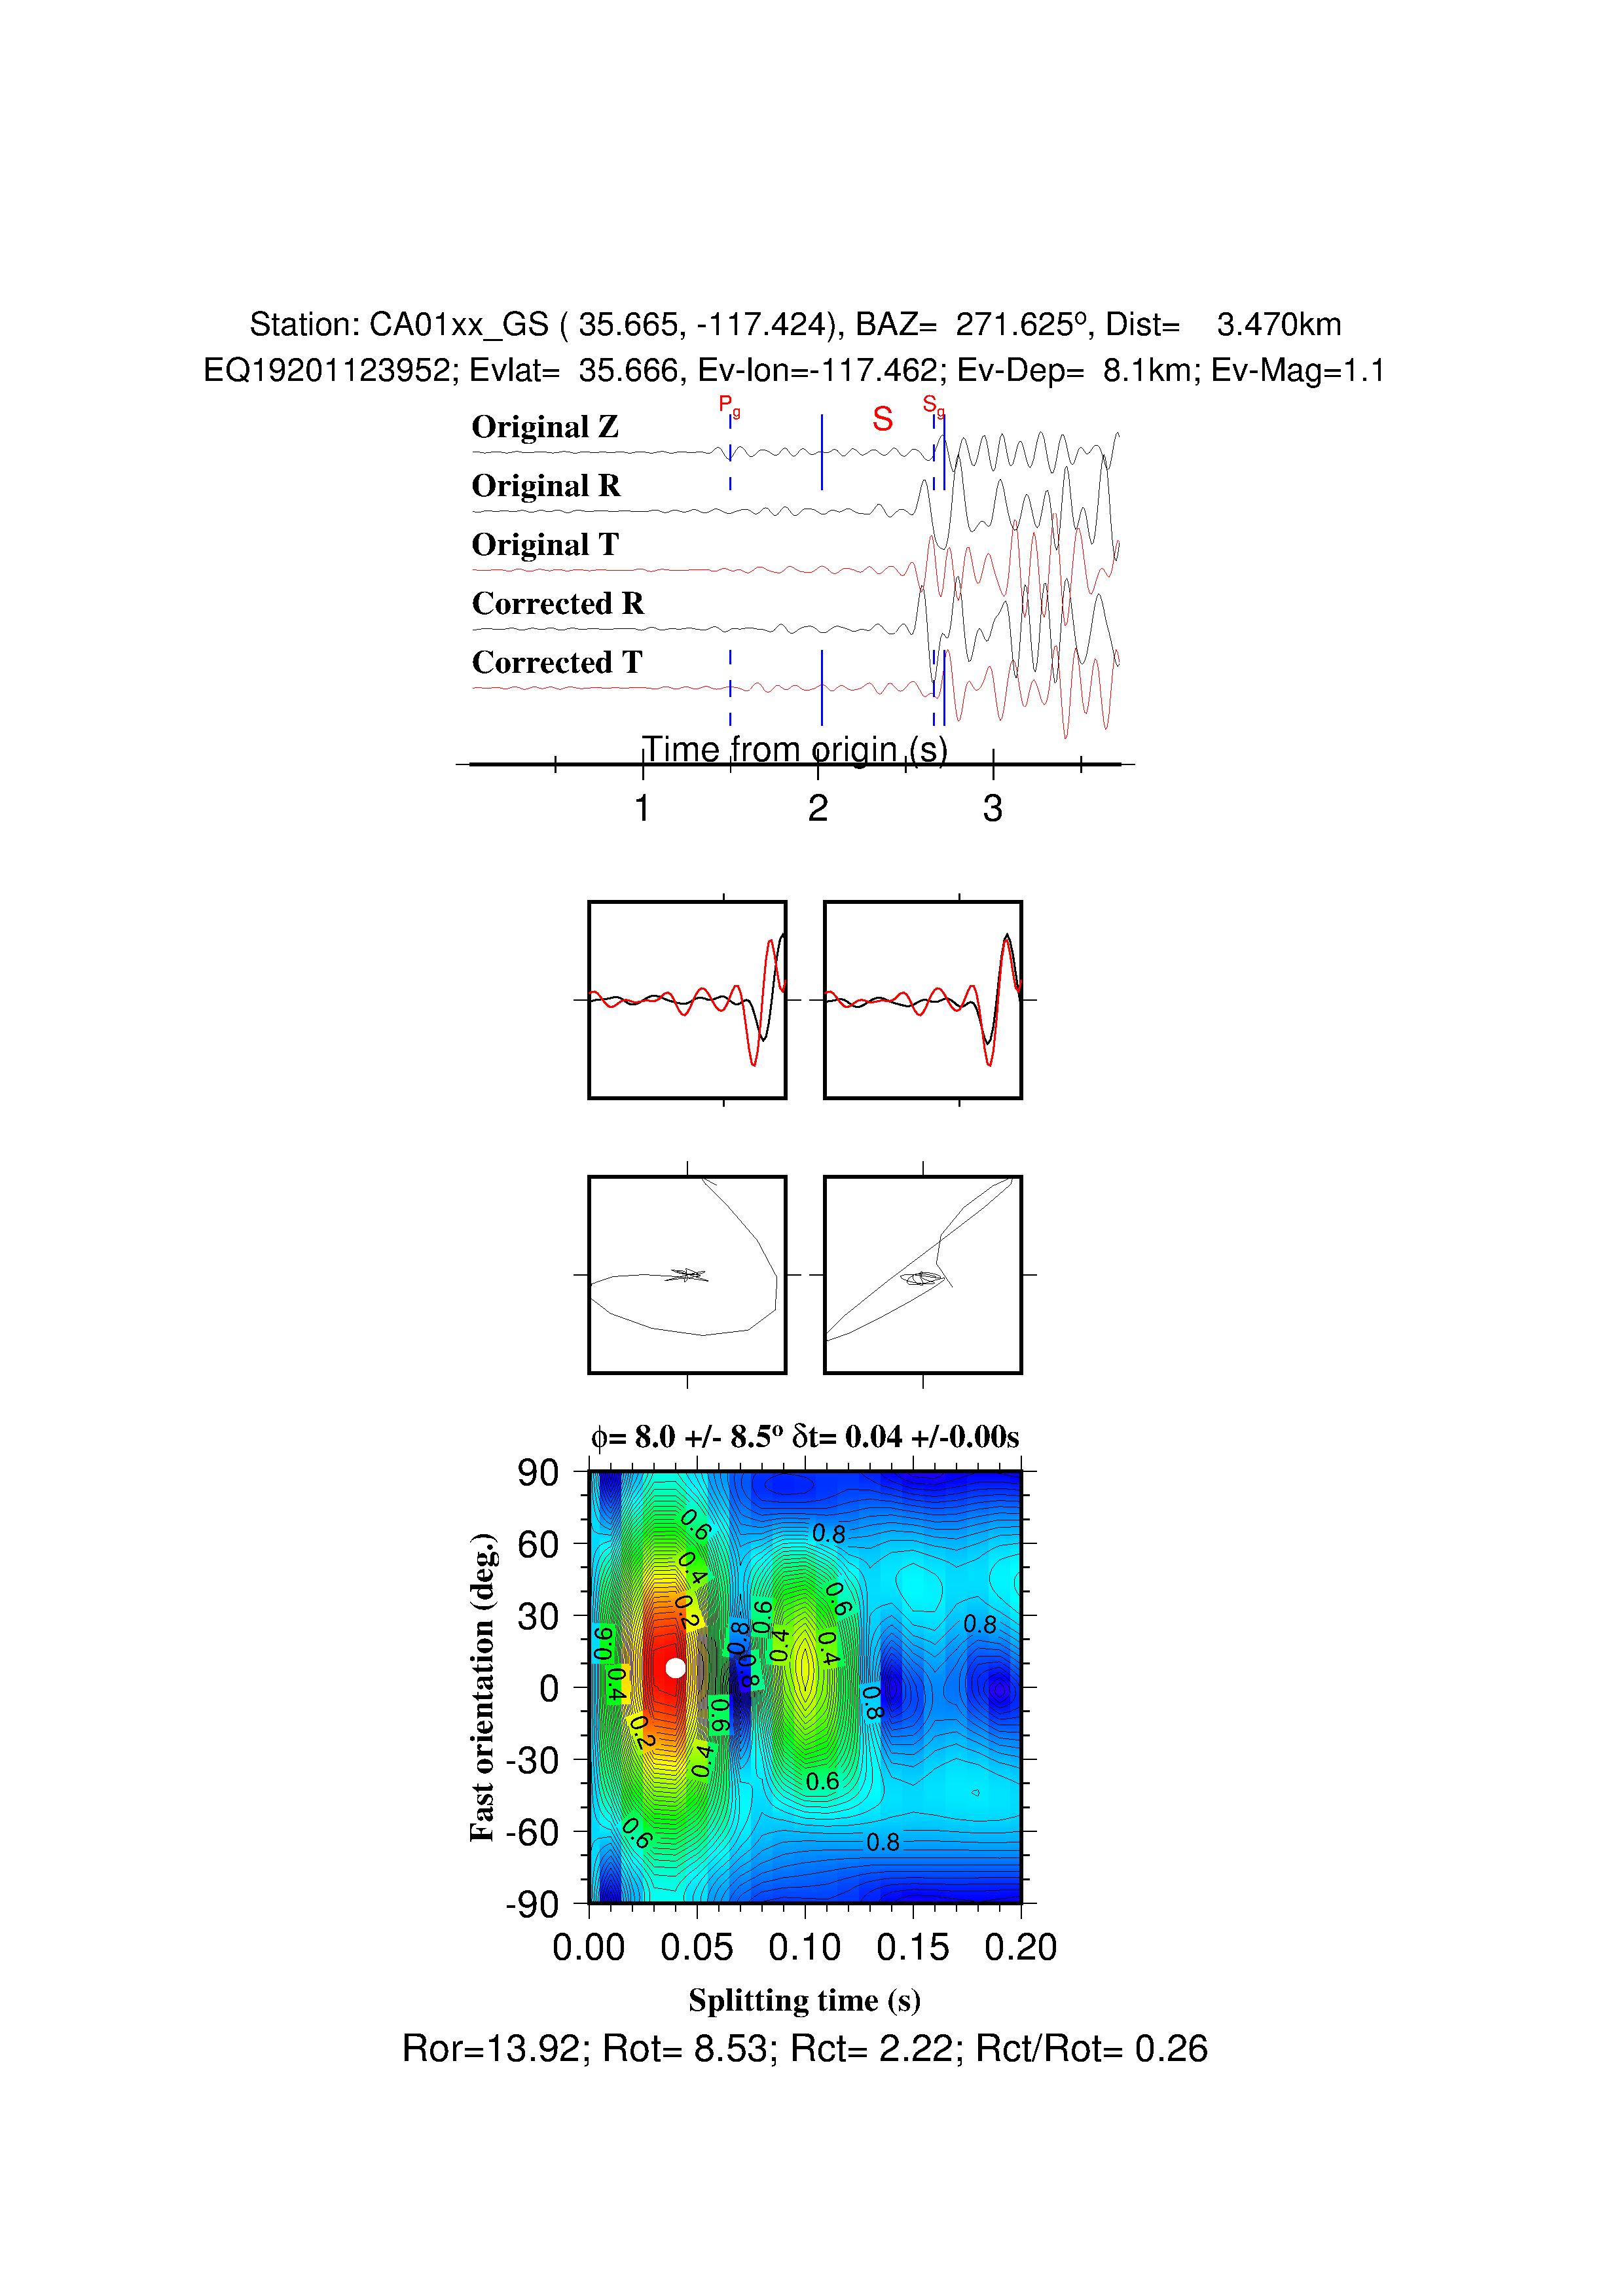 Station: CA01xx_GS ( 35.665, -117.424), BAZ= 271.625º, Dist= 3.470km
EQ19201123952; Evlat= 35.666, Ev-lon=-117.462; Ev-Dep= 8.1km; Ev-Mag=1.1
Pg S Sg
Original Z
Original R
Original T
Corrected R
Corrected T
Time from origin (s)
1 2 3
ϕ= 8.0 +/- 8.5º δt= 0.04 +/-0.00s
Fast orientation (deg.)
90
60
30
0
-30
-60
-90
0.6
0.8
0.4
0.2
0.6
0.6
0.8
0.8
0.6
0.4
0.4
0.8
0.4
0.8
0.6
0.8
0.2
0.4
0.6
0.6
0.8
0.00 0.05 0.10 0.15 0.20
Splitting time (s)
Ror=13.92; Rot= 8.53; Rct= 2.22; Rct/Rot= 0.26